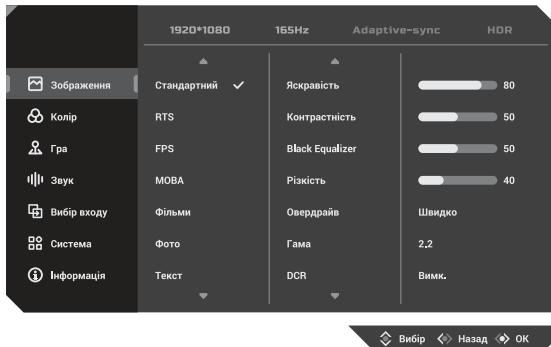 1920*1080 165Hz Adaptive-sync HDR
Зображення Стандартний Яскравість 80
Колір RTS Контрастність 50
Гра FPS Black Equalizer 50
Звук MOBA Різкість 40
Вибір входу Фільми Овердрайв Швидко
Система Фото Гама 2.2
Інформація Текст DCR Вимк.
Вибір Назад OK